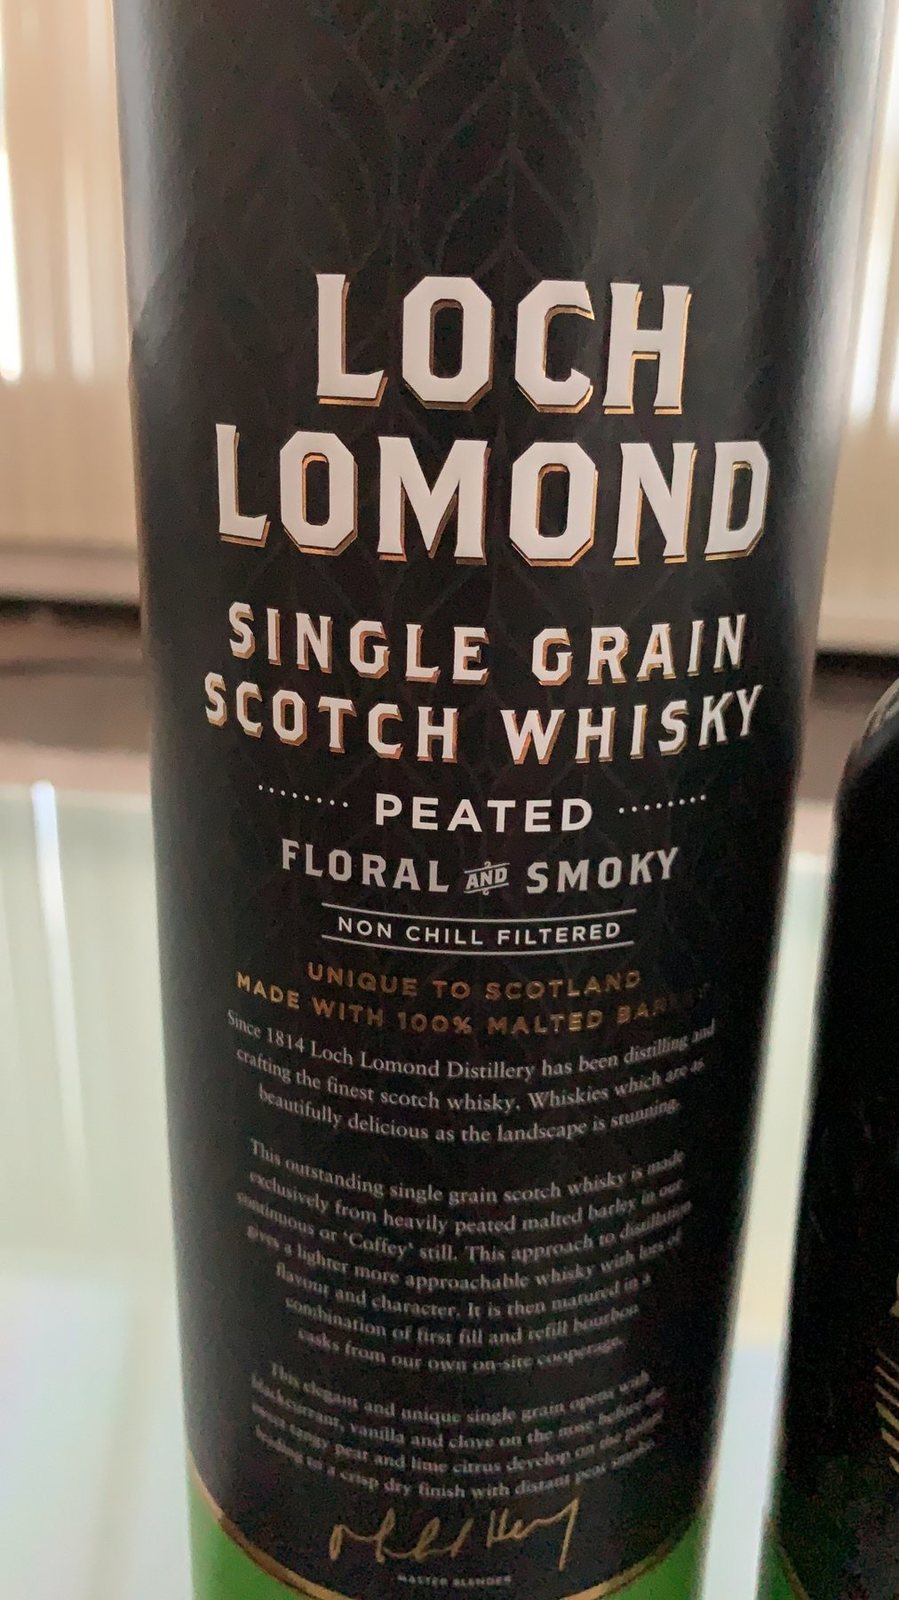 LOCH
LOMOND
SINGLE GRAIN
SCOTCH WHISKY
PEATED
FLORAL AND SMOKY
NON CHILL FILTERED
UNIQUE TO SCOTLAND
MADE WITH 100% MALTED BARLEY
Since 1814 Loch Lomond Distillery has been distilling and
crafting the finest scotch whisky. Whiskies which are as
beautifully delicious as the landscape is stunning.
This outstanding single grain scotch whisky is made
exclusively from heavily peated malted barley in our
continuous or 'Coffey' still. This approach to distillation
gives a lighter more approachable whisky with lots of
flavour and character. It is then matured in a
combination of first fill and refill bourbon
casks from our own on-site cooperage.
This elegant and unique single grain opens with
blackcurrant, vanilla and clove on the nose before the
sweet tangy pear and lime citrus develop on the palate
leading to a crisp dry finish with distant peat smoke.
MASTER BLENDER